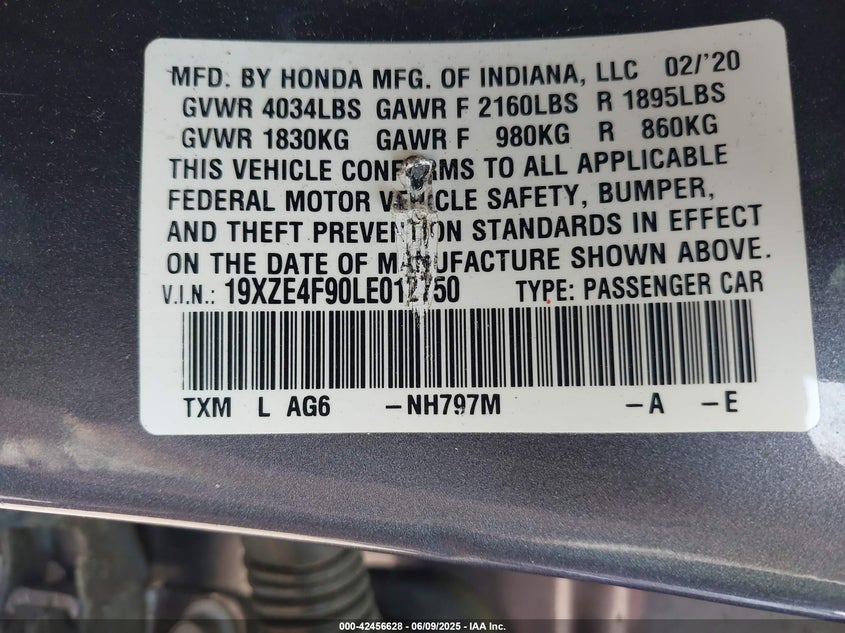 MFD. BY HONDA MFG. OF INDIANA, LLC 02/'20
GVWR 4034LBS GAWR F 2160LBS R 1895LBS
GVWR 1830KG GAWR F 980KG R 860KG
THIS VEHICLE CONFORMS TO ALL APPLICABLE
FEDERAL MOTOR VEHICLE SAFETY, BUMPER,
AND THEFT PREVENTION STANDARDS IN EFFECT
ON THE DATE OF MANUFACTURE SHOWN ABOVE.
V.I.N.: 19XZE4F90LE012750 TYPE: PASSENGER CAR
TXM L AG6 -NH797M -A -E
000-42456628 - 06/09/2025 - IAA Inc.